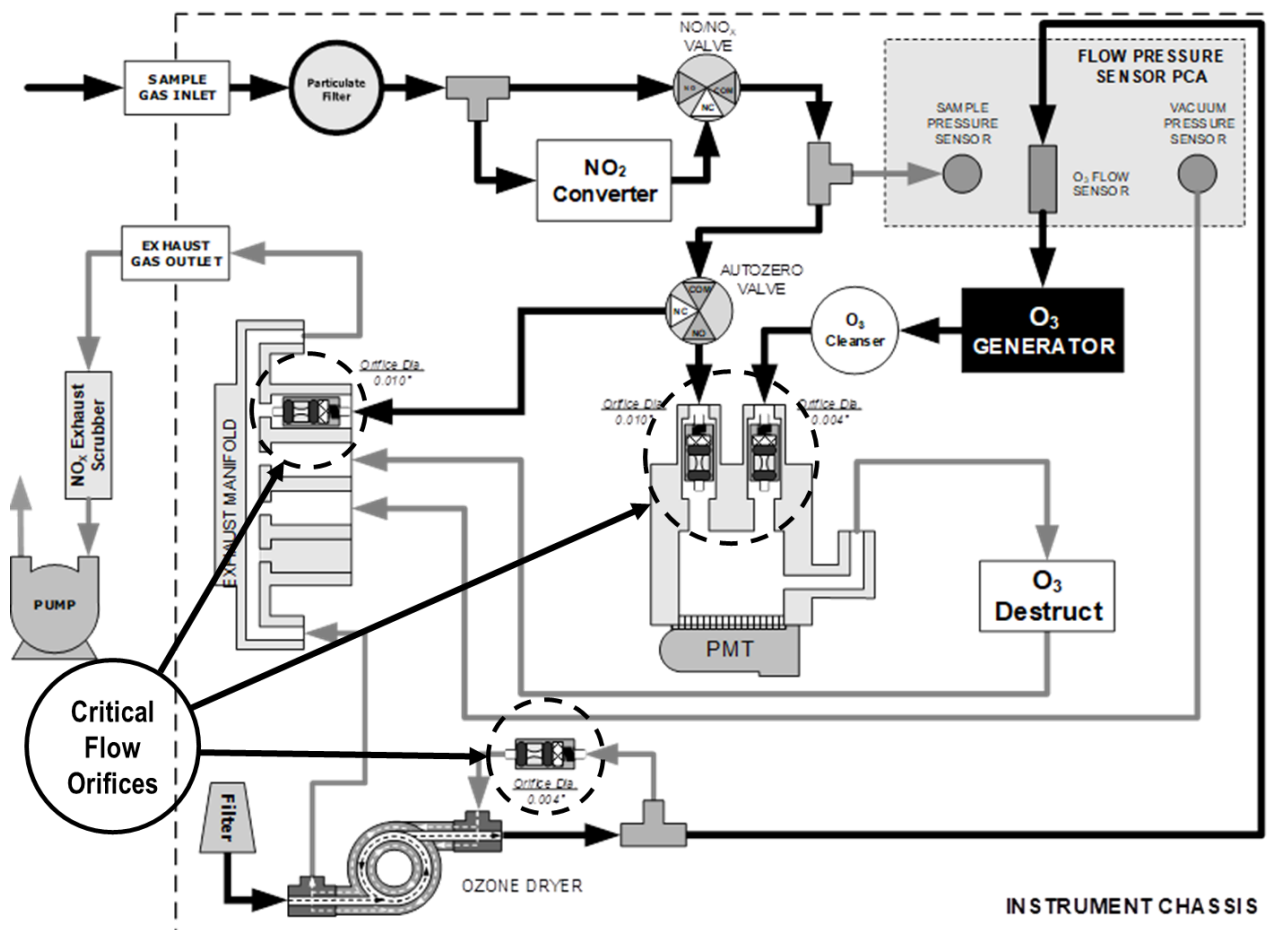 NO/NOX
VALVE
FLOW PRESSURE
SENSOR PCA
SAMPLE
GAS INLET
Particulate
Filter
NO
COM
NC
SAMPLE
PRESSURE
SENSOR
VACUUM
PRESSURE
SENSOR
NO2
Converter
O3 FLOW
SENSOR
EXHAUST
GAS OUTLET
AUTOZERO
VALVE
COM
NC
NO
O3
Cleanser
O3
GENERATOR
Orifice Dia.
0.010"
Orifice Dia.
0.010"
Orifice Dia.
0.004"
NOX Exhaust
Scrubber
EXHAUST MANIFOLD
PUMP
O3
Destruct
PMT
Critical
Flow
Orifices
Orifice Dia.
0.004"
Filter
OZONE DRYER
INSTRUMENT CHASSIS